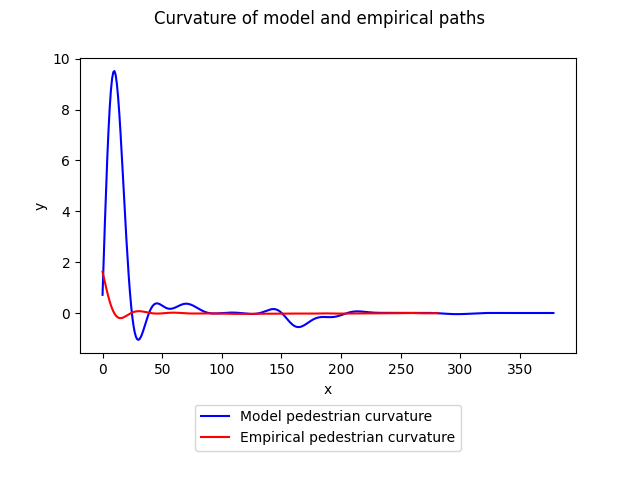 Curvature of model and empirical paths
10
8
6
4
2
0
y
0 50 100 150 200 250 300 350
x
Model pedestrian curvature
Empirical pedestrian curvature